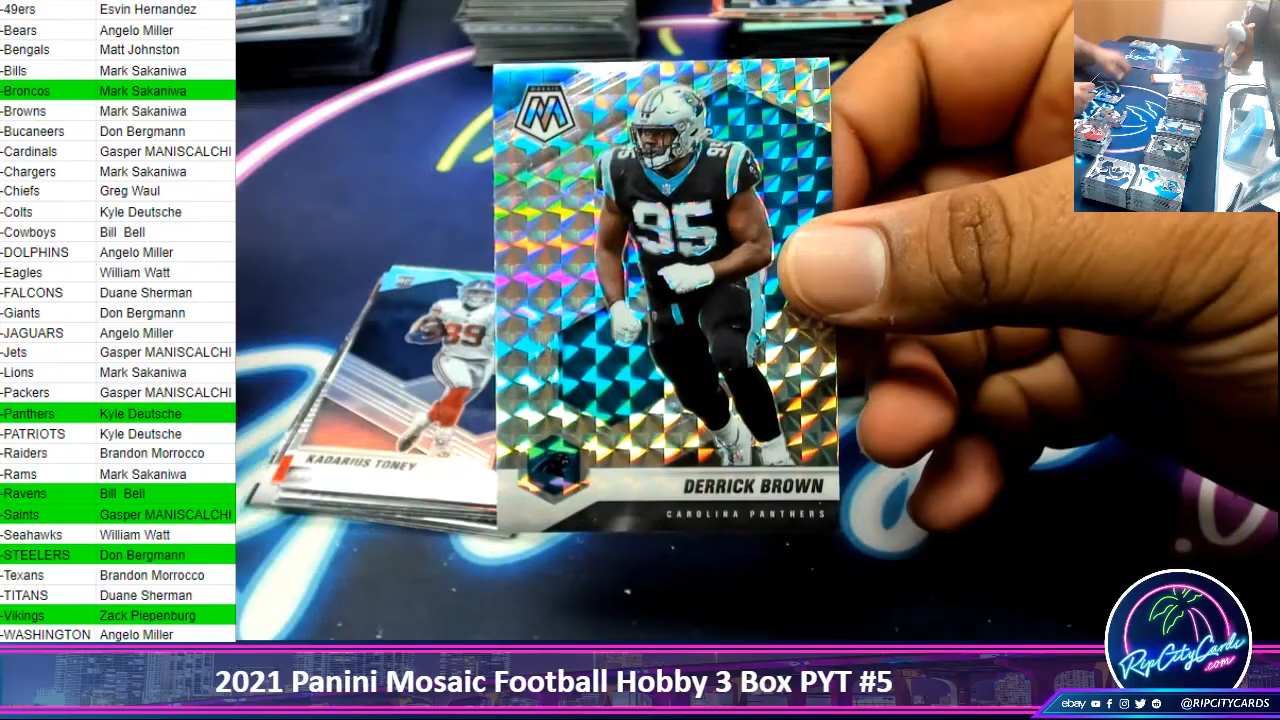 -49ers Esvin Hernandez
-Bears Angelo Miller
-Bengals Matt Johnston
-Bills Mark Sakaniwa
-Broncos Mark Sakaniwa
-Browns Mark Sakaniwa
-Bucaneers Don Bergmann
-Cardinals Gasper MANISCALCHI
-Chargers Mark Sakaniwa
-Chiefs Greg Waul
-Colts Kyle Deutsche
-Cowboys Bill Bell
-DOLPHINS Angelo Miller
-Eagles William Watt
-FALCONS Duane Sherman
-Giants Don Bergmann
-JAGUARS Angelo Miller
-Jets Gasper MANISCALCHI
-Lions Mark Sakaniwa
-Packers Gasper MANISCALCHI
-Panthers Kyle Deutsche
-PATRIOTS Kyle Deutsche
-Raiders Brandon Morrocco
-Rams Mark Sakaniwa
-Ravens Bill Bell
-Saints Gasper MANISCALCHI
-Seahawks William Watt
-STEELERS Don Bergmann
-Texans Brandon Morrocco
-TITANS Duane Sherman
-Vikings Zack Piepenburg
-WASHINGTON Angelo Miller
MOSAIC
M
95
95
95
89
KADARIUS TONEY
DERRICK BROWN
CAROLINA PANTHERS
RipCityCards
.com
2021 Panini Mosaic Football Hobby 3 Box PYT #5
ebay @RIPCITYCARDS